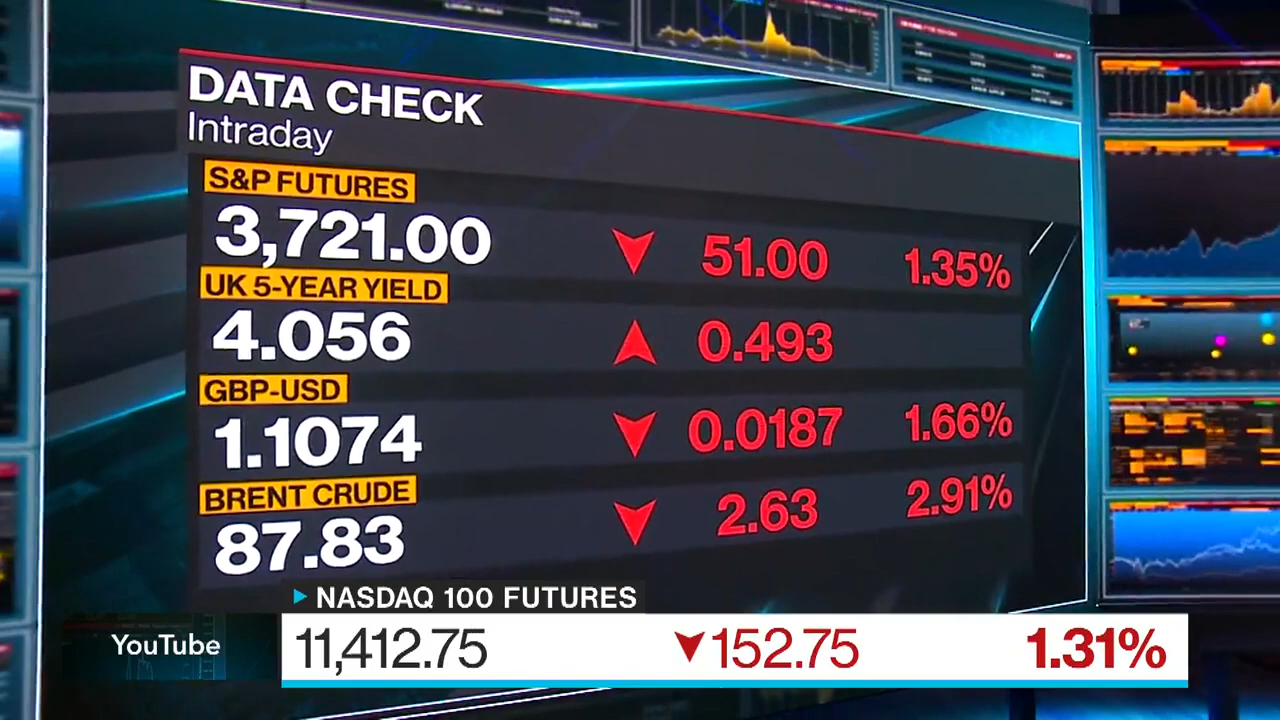 DATA CHECK
Intraday
S&P FUTURES
3,721.00 ▼ 51.00 1.35%
UK 5-YEAR YIELD
4.056 ▲ 0.493
GBP-USD
1.1074 ▼ 0.0187 1.66%
BRENT CRUDE
87.83 ▼ 2.63 2.91%
NASDAQ 100 FUTURES
YouTube 11,412.75 ▼152.75 1.31%